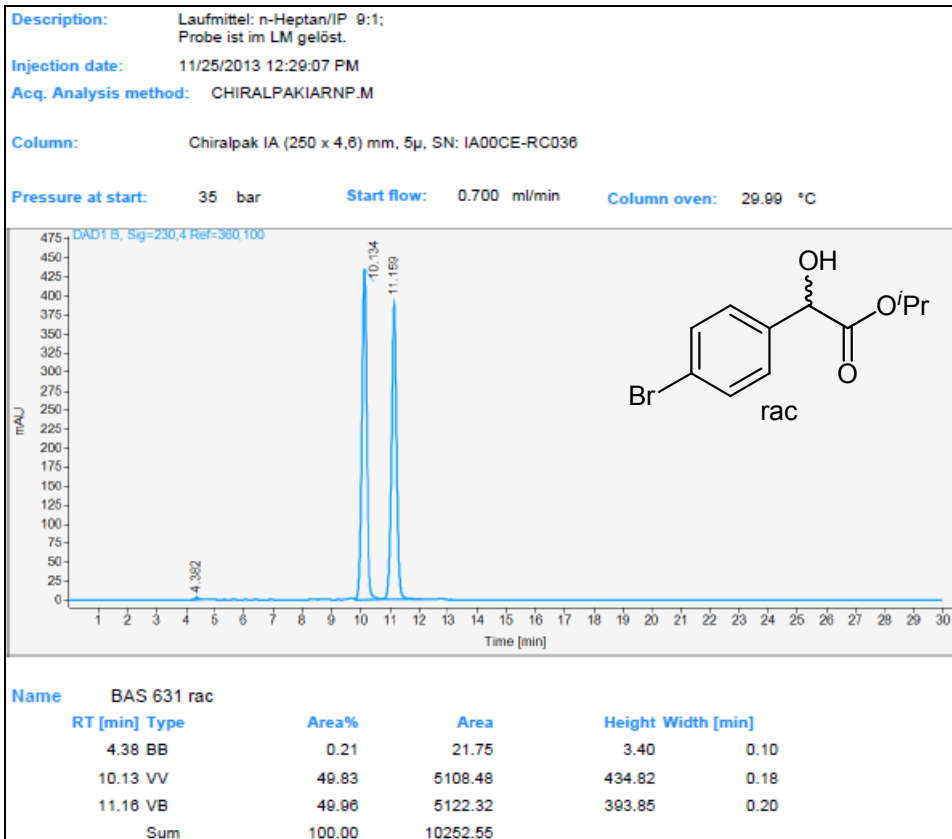 Description: Laufmittel: n-Heptan/IP 9:1;
Probe ist im LM gelöst.
Injection date: 11/25/2013 12:29:07 PM
Acq. Analysis method: CHIRALPAKIARNP.M
Column: Chiralpak IA (250 x 4,6) mm, 5µ, SN: IA00CE-RC036
Pressure at start: 35 bar Start flow: 0.700 ml/min Column oven: 29.99 °C
DAD1 B, Sig=230,4 Ref=360,100
475
450
425
400
375
350
325
300
275
250
225
200
175
150
125
100
75
50
25
0
mAU
4.382
10.134
11.159
OH
OiPr
O
Br
rac
1 2 3 4 5 6 7 8 9 10 11 12 13 14 15 16 17 18 19 20 21 22 23 24 25 26 27 28 29 30
Time [min]
Name BAS 631 rac
RT [min] Type Area% Area Height Width [min]
4.38 BB 0.21 21.75 3.40 0.10
10.13 VV 49.83 5108.48 434.82 0.18
11.16 VB 49.96 5122.32 393.85 0.20
Sum 100.00 10252.55